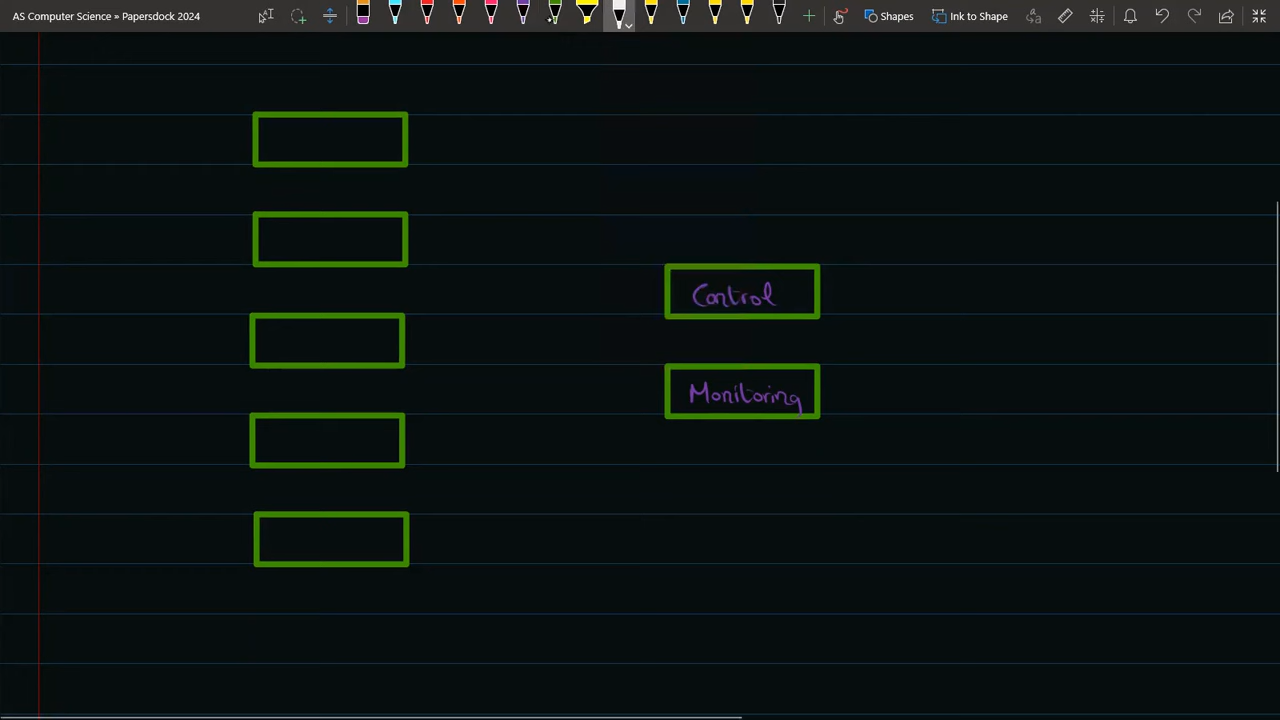 AS Computer Science » Papersdock 2024
Shapes
Ink to Shape
Control
Monitoring